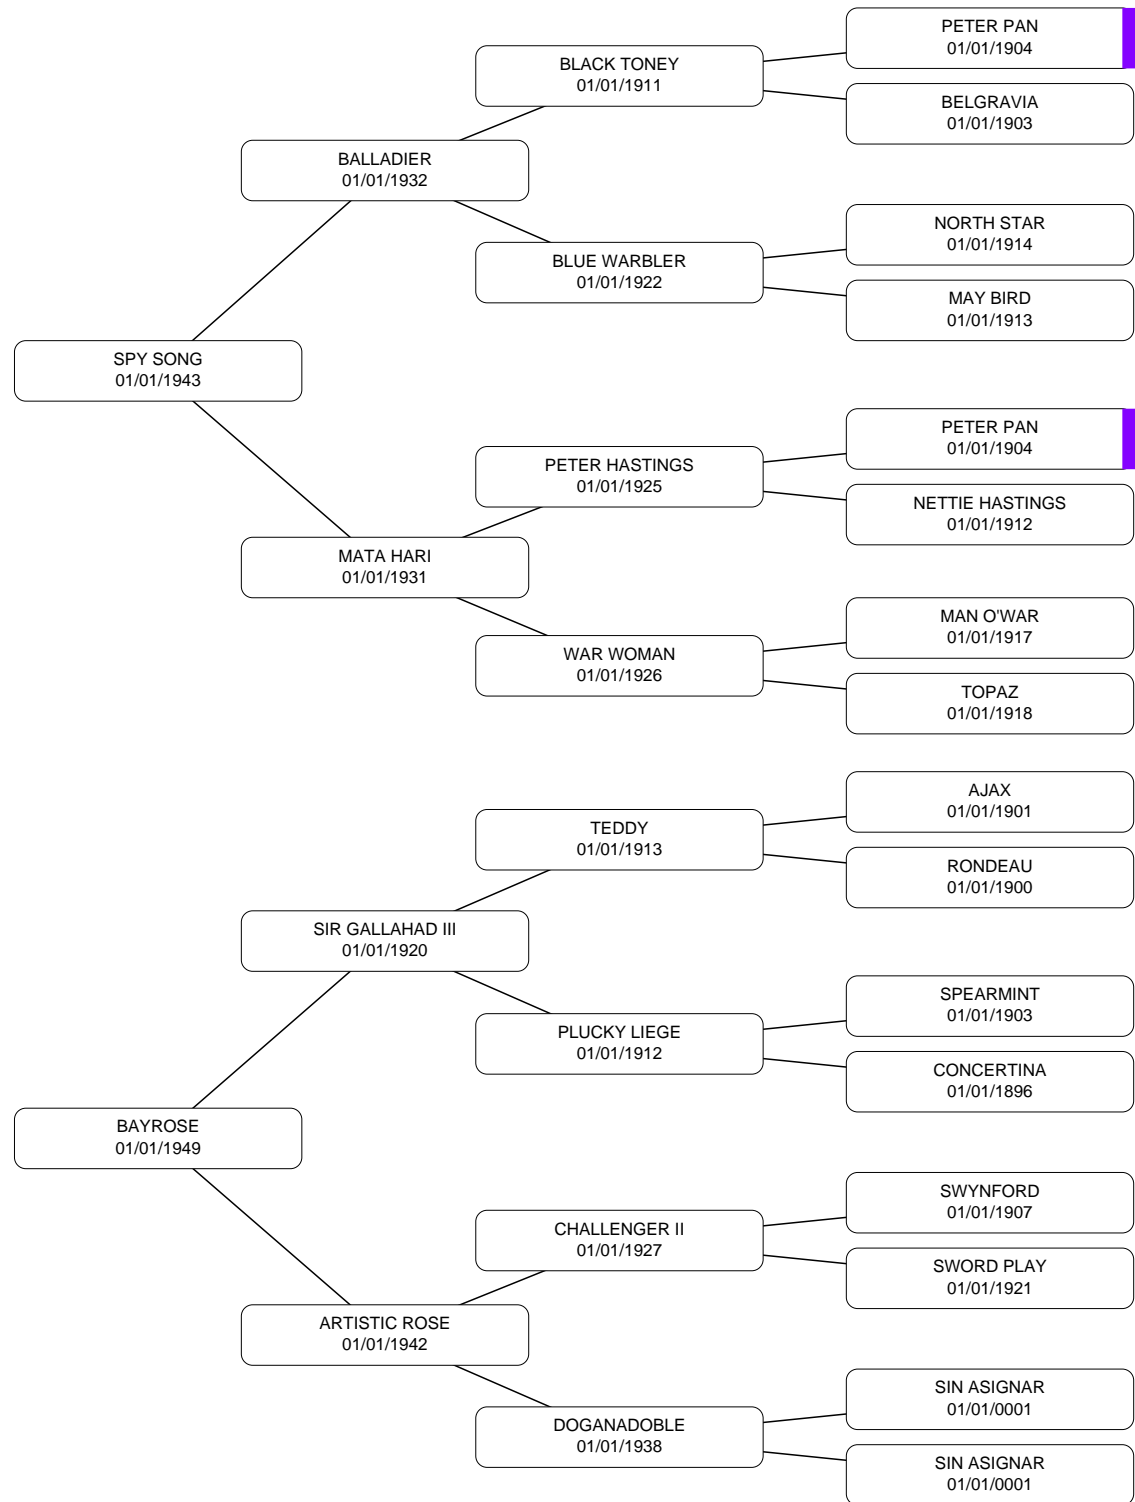 PETER PAN
01/01/1904
BLACK TONEY
01/01/1911
BELGRAVIA
01/01/1903
BALLADIER
01/01/1932
NORTH STAR
01/01/1914
BLUE WARBLER
01/01/1922
MAY BIRD
01/01/1913
SPY SONG
01/01/1943
PETER PAN
01/01/1904
PETER HASTINGS
01/01/1925
NETTIE HASTINGS
01/01/1912
MATA HARI
01/01/1931
MAN O'WAR
01/01/1917
WAR WOMAN
01/01/1926
TOPAZ
01/01/1918
AJAX
01/01/1901
TEDDY
01/01/1913
RONDEAU
01/01/1900
SIR GALLAHAD III
01/01/1920
SPEARMINT
01/01/1903
PLUCKY LIEGE
01/01/1912
CONCERTINA
01/01/1896
BAYROSE
01/01/1949
SWYNFORD
01/01/1907
CHALLENGER II
01/01/1927
SWORD PLAY
01/01/1921
ARTISTIC ROSE
01/01/1942
SIN ASIGNAR
01/01/0001
DOGANADOBLE
01/01/1938
SIN ASIGNAR
01/01/0001